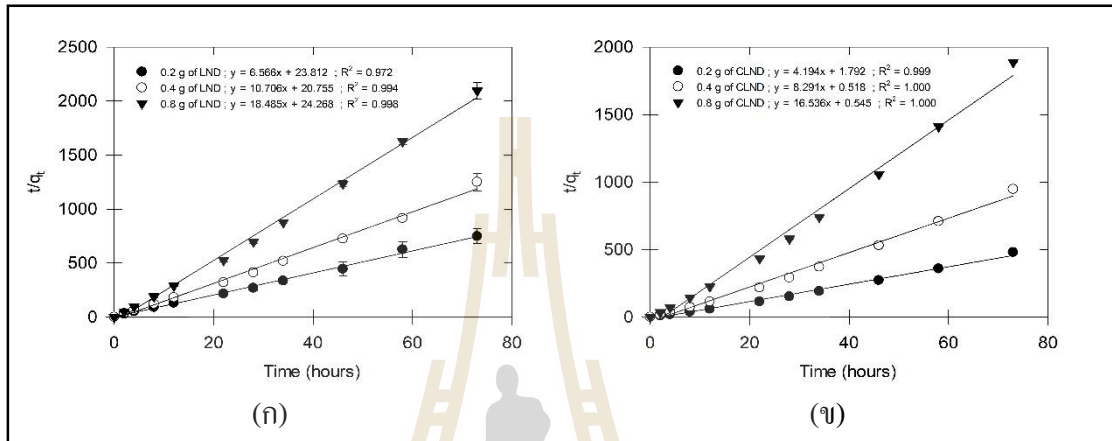 2500
2000
1500
1000
500
0
t/qt
0.2 g of LND ; y = 6.566x + 23.812 ; R² = 0.972
0.4 g of LND ; y = 10.706x + 20.755 ; R² = 0.994
0.8 g of LND ; y = 18.485x + 24.268 ; R² = 0.998
0 20 40 60 80
Time (hours)
(ก)
2000
1500
1000
500
0
t/qt
0.2 g of CLND ; y = 4.194x + 1.792 ; R² = 0.999
0.4 g of CLND ; y = 8.291x + 0.518 ; R² = 1.000
0.8 g of CLND ; y = 16.536x + 0.545 ; R² = 1.000
0 20 40 60 80
Time (hours)
(ข)